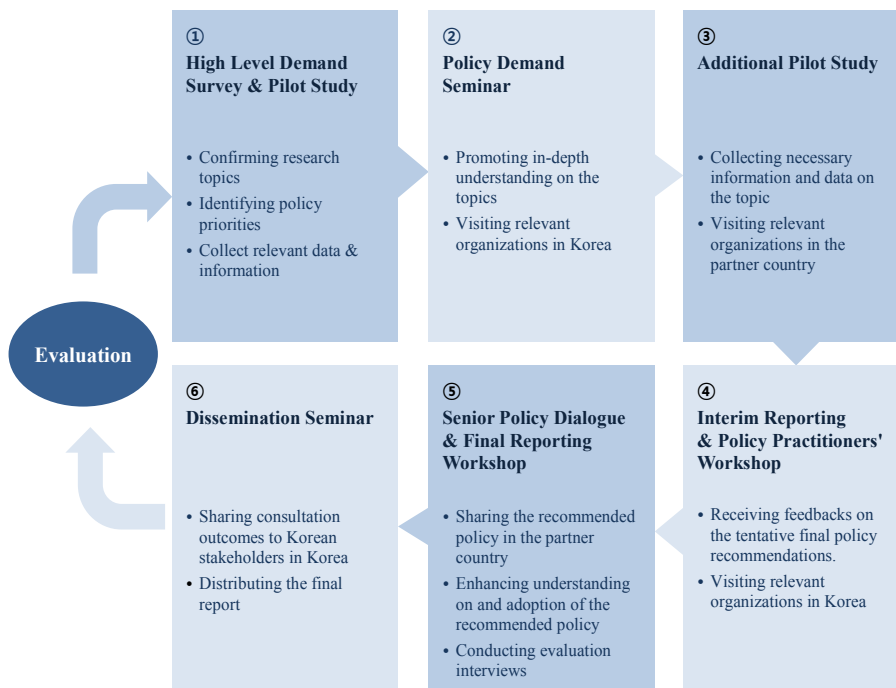 ①
High Level Demand
Survey & Pilot Study
• Confirming research
topics
• Identifying policy
priorities
• Collect relevant data &
information
②
Policy Demand
Seminar
• Promoting in-depth
understanding on the
topics
• Visiting relevant
organizations in Korea
③
Additional Pilot Study
• Collecting necessary
information and data on
the topic
• Visiting relevant
organizations in the
partner country
④
Interim Reporting
& Policy Practitioners'
Workshop
• Receiving feedbacks on
the tentative final policy
recommendations.
• Visiting relevant
organizations in Korea
⑤
Senior Policy Dialogue
& Final Reporting
Workshop
• Sharing the recommended
policy in the partner
country
• Enhancing understanding
on and adoption of the
recommended policy
• Conducting evaluation
interviews
⑥
Dissemination Seminar
• Sharing consultation
outcomes to Korean
stakeholders in Korea
• Distributing the final
report
Evaluation